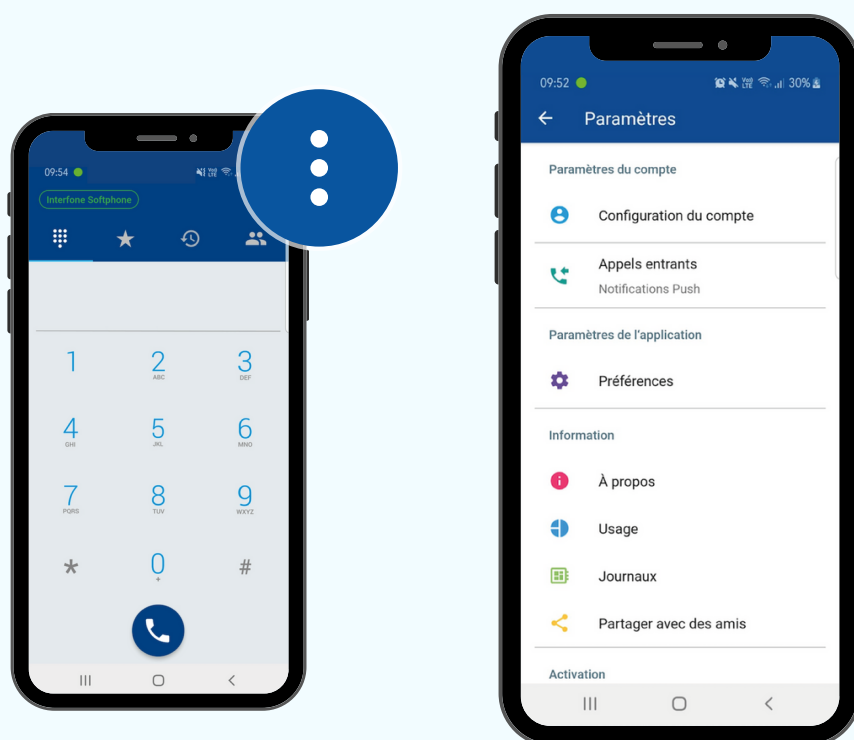 09:54
Interfone Softphone
1
2
ABC
3
DEF
4
GHI
5
JKL
6
MNO
7
PQRS
8
TUV
9
WXYZ
*
0
+
#
09:52
30%
Paramètres
Paramètres du compte
Configuration du compte
Appels entrants
Notifications Push
Paramètres de l'application
Préférences
Information
À propos
Usage
Journaux
Partager avec des amis
Activation